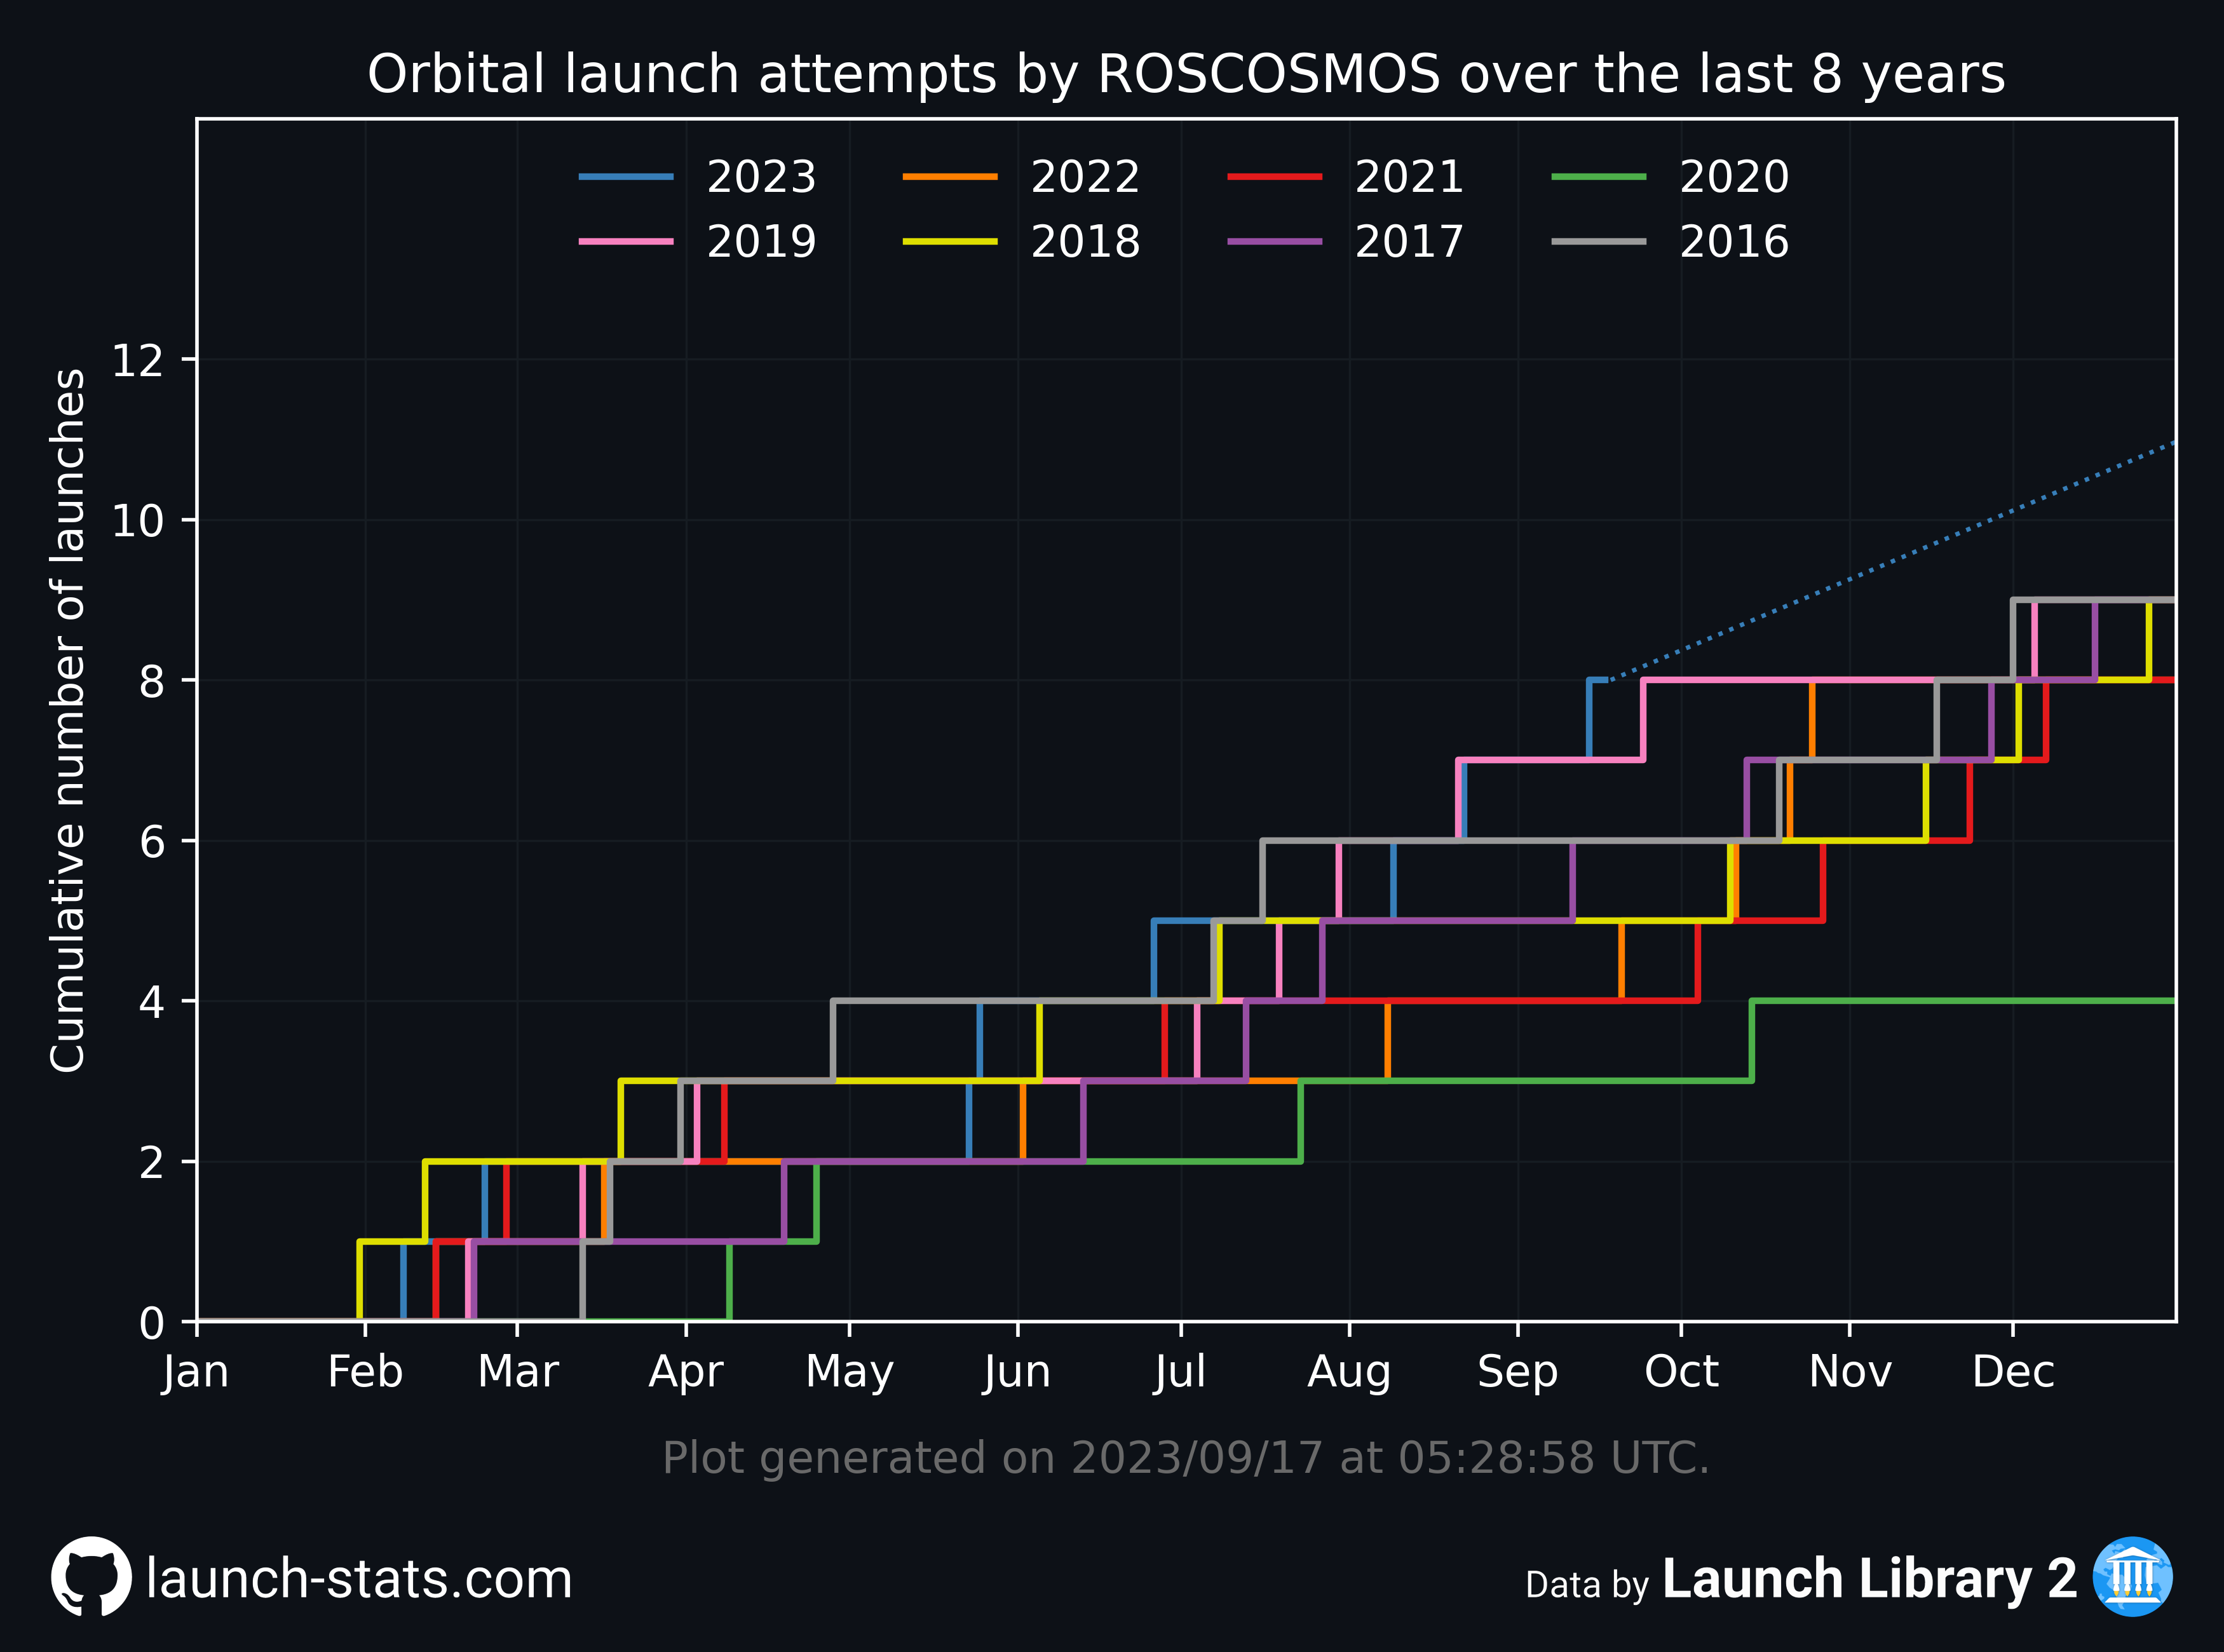 Orbital launch attempts by ROSCOSMOS over the last 8 years
2023 2022 2021 2020
2019 2018 2017 2016
Cumulative number of launches
12
10
8
6
4
2
0
Jan Feb Mar Apr May Jun Jul Aug Sep Oct Nov Dec
Plot generated on 2023/09/17 at 05:28:58 UTC.
launch-stats.com
Data by Launch Library 2